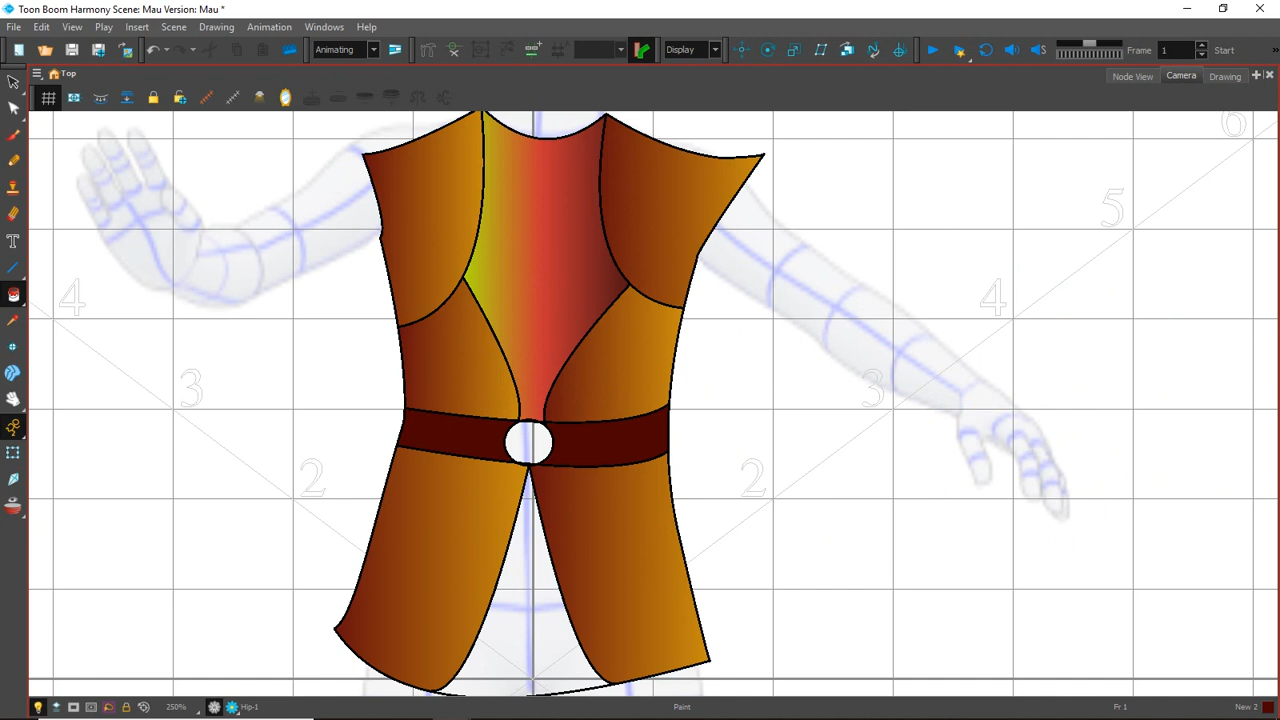 Toon Boom Harmony Scene: Mau Version: Mau *
File Edit View Play Insert Scene Drawing Animation Windows Help
Animating Display Frame 1 Start
Top Node View Camera Drawing
6
5
4 4
3 3
2 2
250% Hip-1 Paint Fr 1 New 2